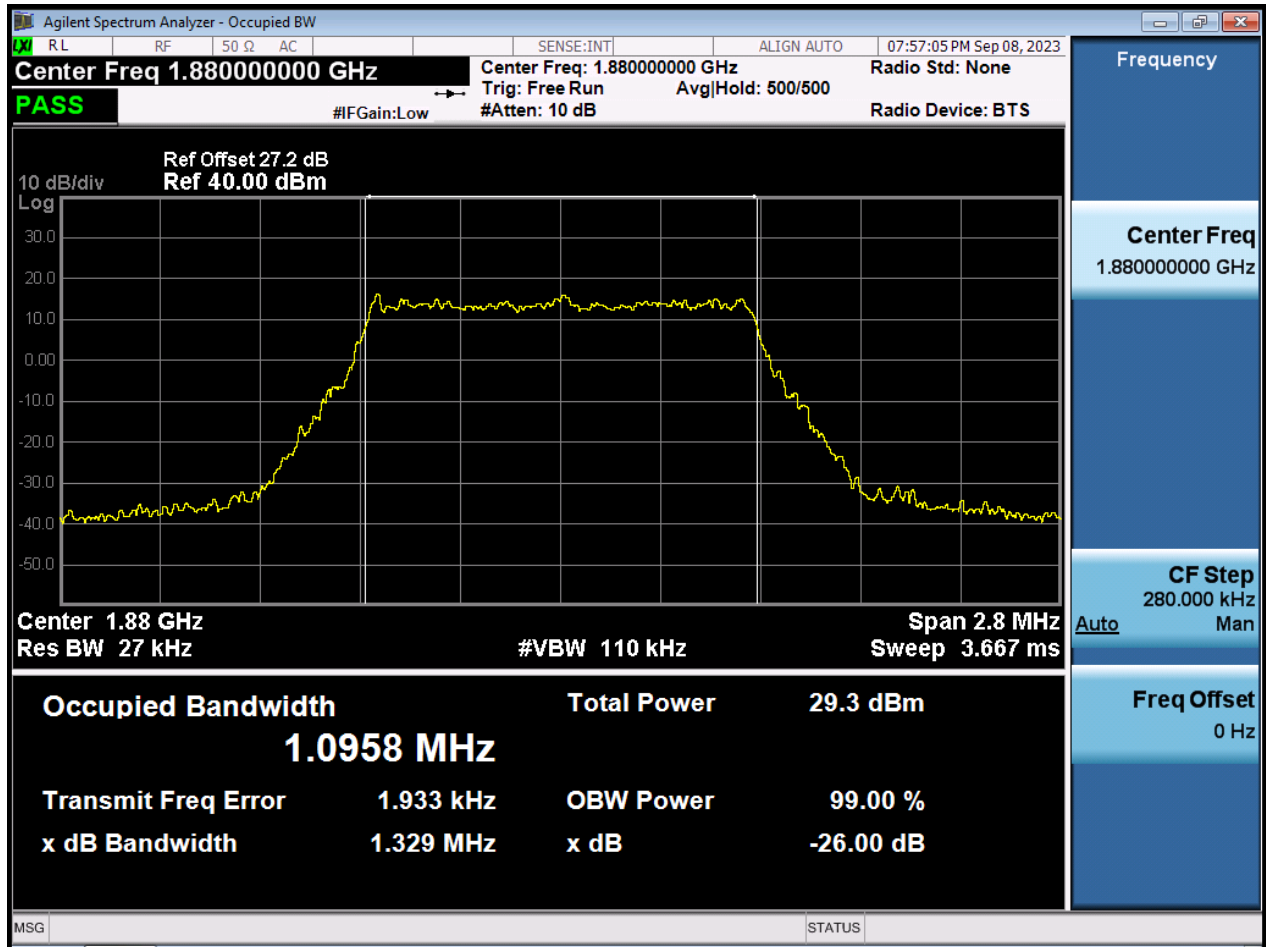 Agilent Spectrum Analyzer - Occupied BW
LXI RL RF 50 Ω AC SENSE:INT ALIGN AUTO 07:57:05 PM Sep 08, 2023
Center Freq 1.880000000 GHz
Center Freq: 1.880000000 GHz
Radio Std: None
Trig: Free Run
Avg|Hold: 500/500
PASS
#IFGain:Low
#Atten: 10 dB
Radio Device: BTS
Ref Offset 27.2 dB
10 dB/div Ref 40.00 dBm
Log
30.0
20.0
10.0
0.00
-10.0
-20.0
-30.0
-40.0
-50.0
Center 1.88 GHz Span 2.8 MHz
Res BW 27 kHz #VBW 110 kHz Sweep 3.667 ms
Occupied Bandwidth Total Power 29.3 dBm
1.0958 MHz
Transmit Freq Error 1.933 kHz OBW Power 99.00 %
x dB Bandwidth 1.329 MHz x dB -26.00 dB
Frequency
Center Freq
1.880000000 GHz
CF Step
280.000 kHz
Auto Man
Freq Offset
0 Hz
MSG STATUS